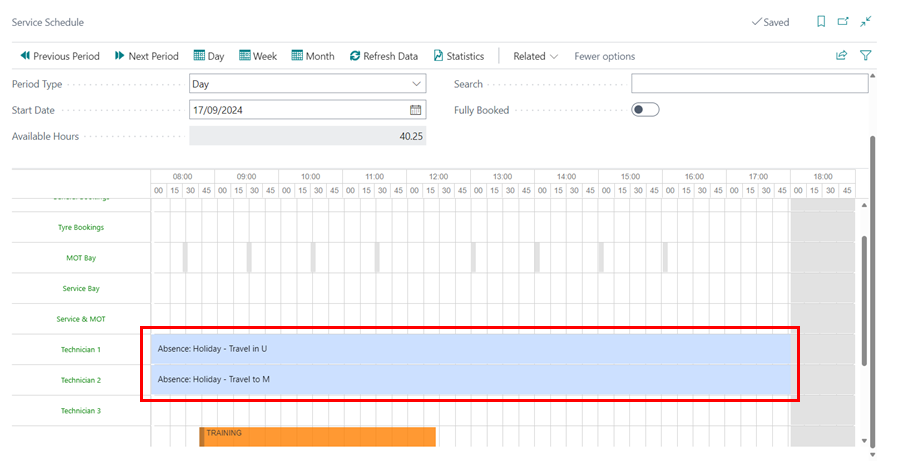 Service Schedule
Saved
Previous Period Next Period Day Week Month Refresh Data Statistics Related Fewer options
Period Type Day Search
Start Date 17/09/2024 Fully Booked
Available Hours 40.25
08:00 09:00 10:00 11:00 12:00 13:00 14:00 15:00 16:00 17:00 18:00
00 15 30 45 00 15 30 45 00 15 30 45 00 15 30 45 00 15 30 45 00 15 30 45 00 15 30 45 00 15 30 45 00 15 30 45 00 15 30 45 00 15 30 45
Tyre Bookings
MOT Bay
Service Bay
Service & MOT
Technician 1 Absence: Holiday - Travel in U
Technician 2 Absence: Holiday - Travel to M
Technician 3
TRAINING